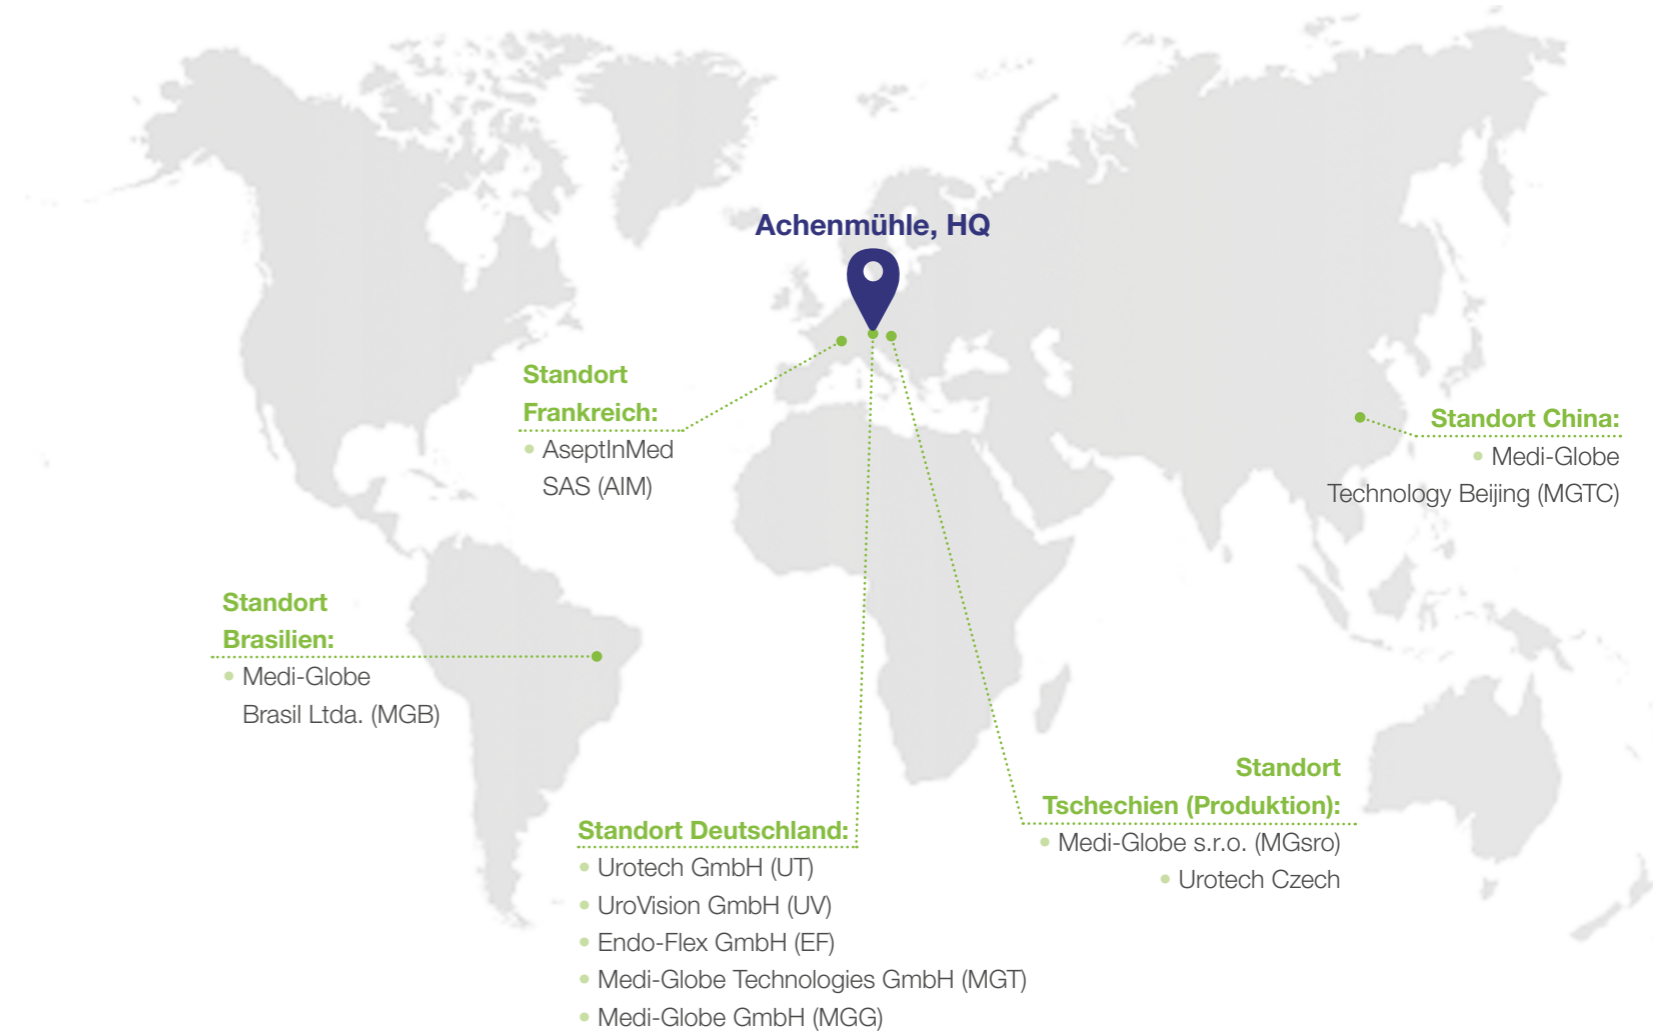 Achenmühle, HQ
Standort
Frankreich:
• AseptInMed
SAS (AIM)
Standort China:
• Medi-Globe
Technology Beijing (MGTC)
Standort
Brasilien:
• Medi-Globe
Brasil Ltda. (MGB)
Standort Deutschland:
• Urotech GmbH (UT)
• UroVision GmbH (UV)
• Endo-Flex GmbH (EF)
• Medi-Globe Technologies GmbH (MGT)
• Medi-Globe GmbH (MGG)
Standort
Tschechien (Produktion):
• Medi-Globe s.r.o. (MGsro)
• Urotech Czech